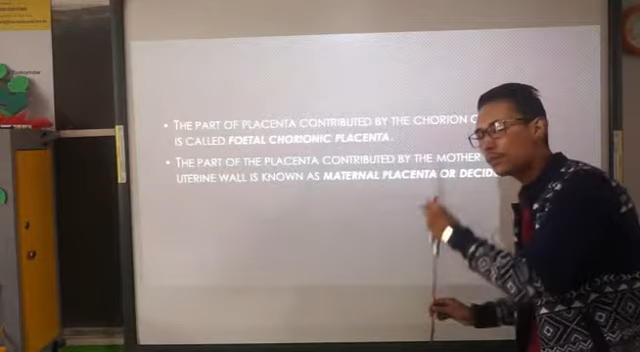 • THE PART OF PLACENTA CONTRIBUTED BY THE CHORION
IS CALLED FOETAL CHORIONIC PLACENTA.
• THE PART OF THE PLACENTA CONTRIBUTED BY THE MOTHER
UTERINE WALL IS KNOWN AS MATERNAL PLACENTA OR